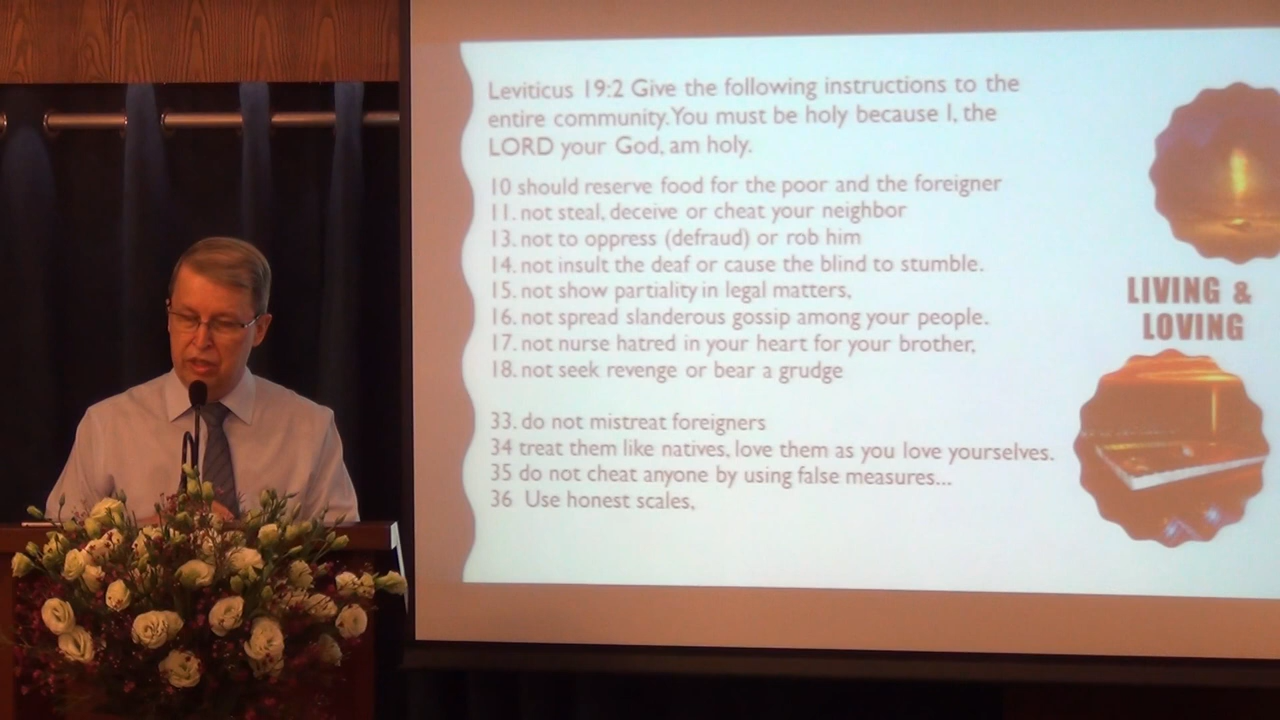 Leviticus 19:2 Give the following instructions to the
entire community. You must be holy because I, the
LORD your God, am holy.
10 should reserve food for the poor and the foreigner
11. not steal, deceive or cheat your neighbor
13. not to oppress (defraud) or rob him
14. not insult the deaf or cause the blind to stumble.
15. not show partiality in legal matters,
16. not spread slanderous gossip among your people.
17. not nurse hatred in your heart for your brother,
18. not seek revenge or bear a grudge
33. do not mistreat foreigners
34 treat them like natives, love them as you love yourselves.
35 do not cheat anyone by using false measures...
36 Use honest scales,
LIVING &
LOVING